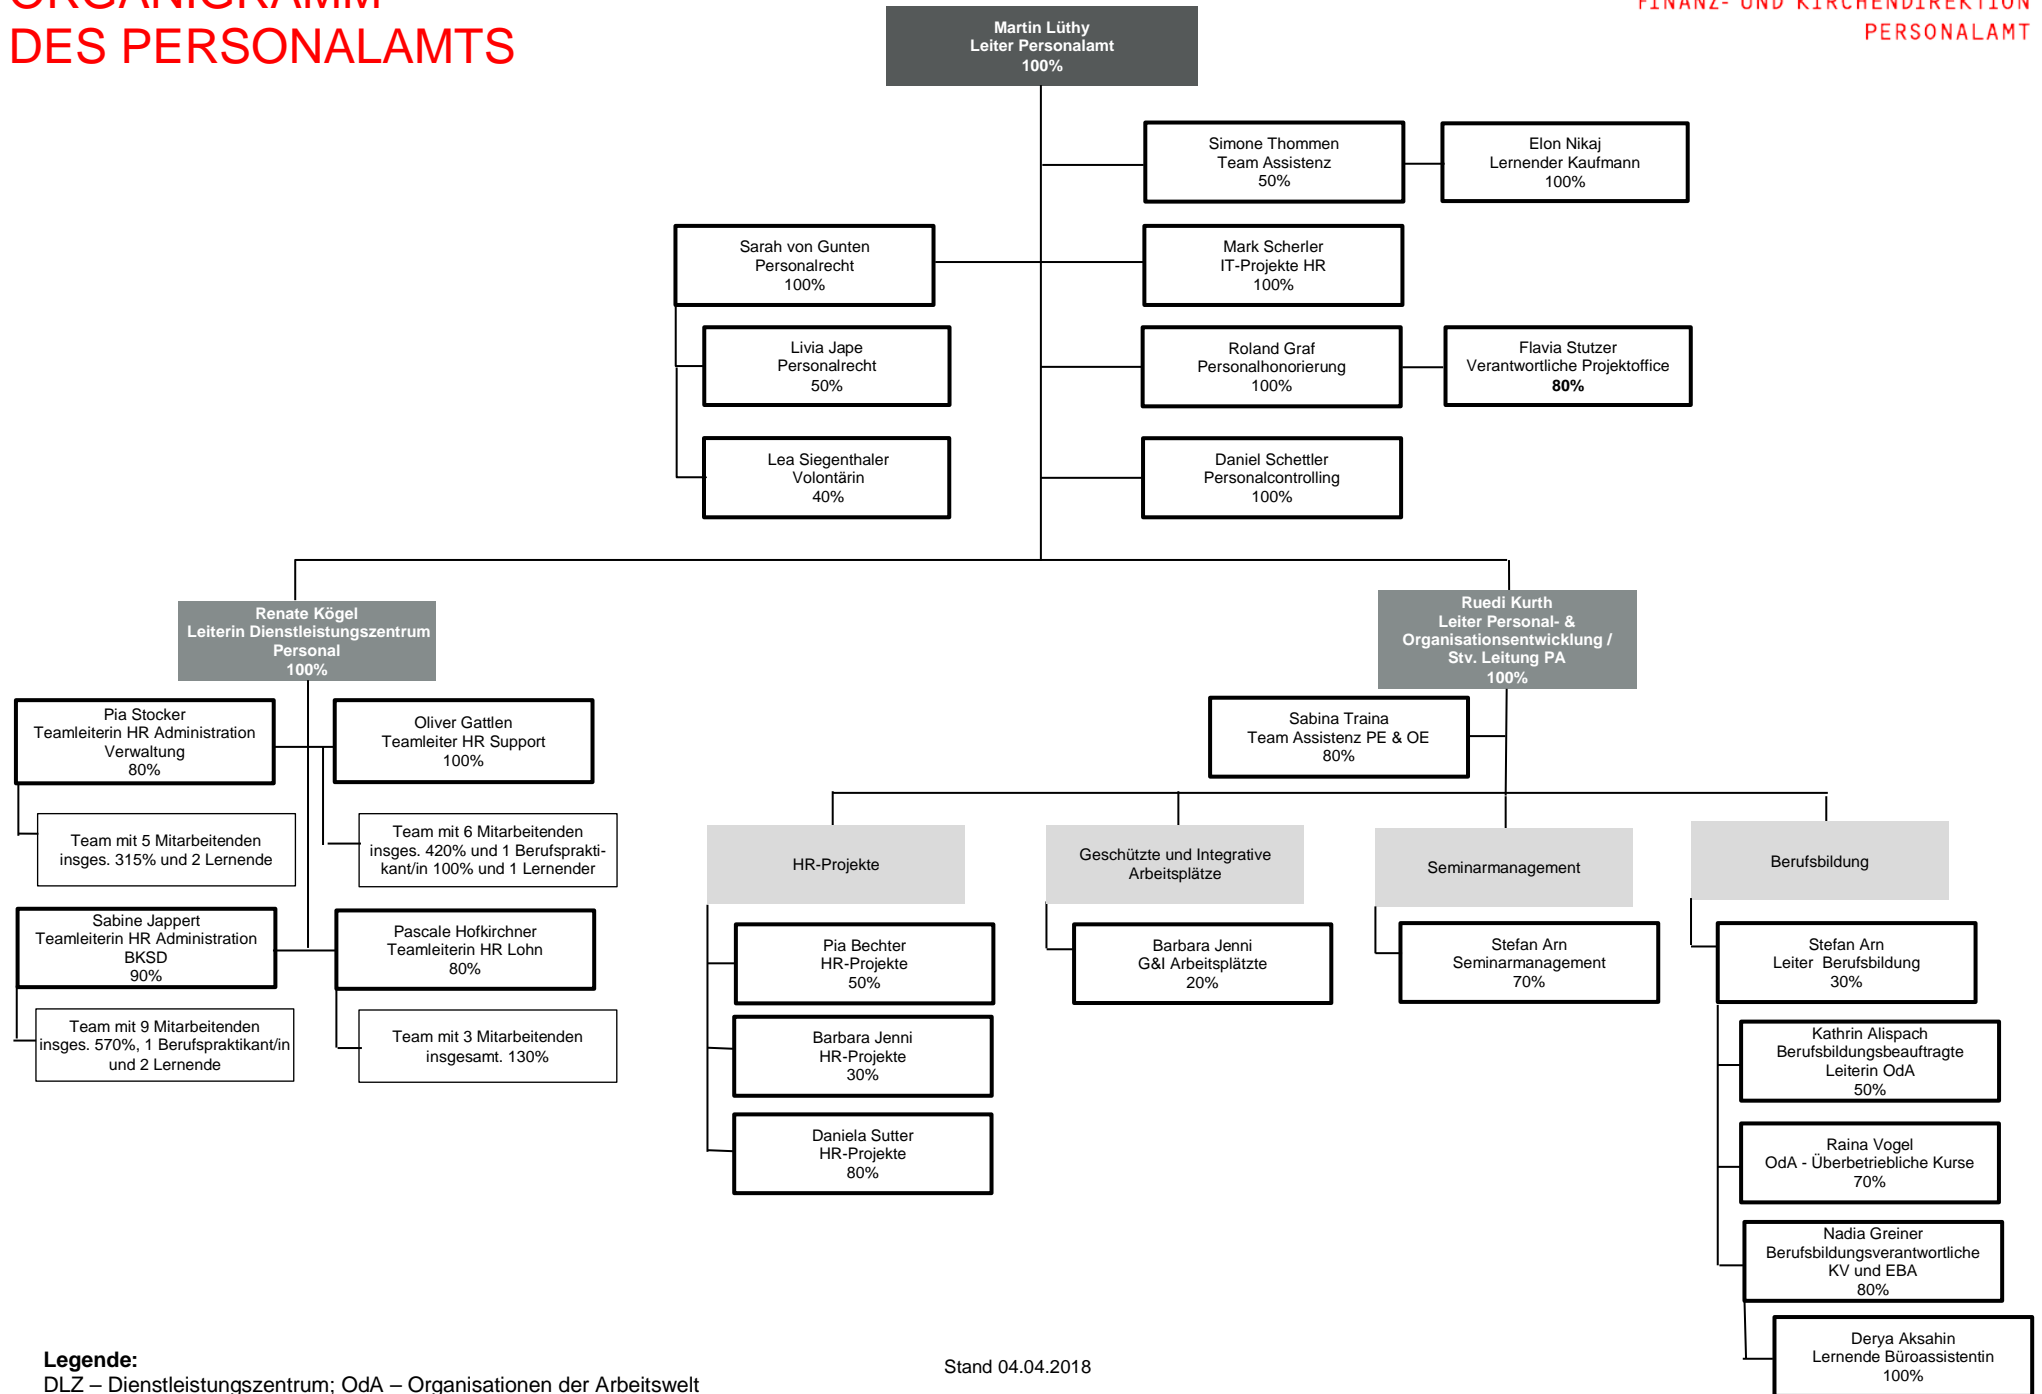 ORGANIGRAMM
DES PERSONALAMTS
FINANZ- UND KIRCHENDIREKTION
PERSONALAMT
Martin Lüthy
Leiter Personalamt
100%
Simone Thommen
Team Assistenz
50%
Elon Nikaj
Lernender Kaufmann
100%
Sarah von Gunten
Personalrecht
100%
Mark Scherler
IT-Projekte HR
100%
Livia Jape
Personalrecht
50%
Roland Graf
Personalhonorierung
100%
Flavia Stutzer
Verantwortliche Projektoffice
80%
Lea Siegenthaler
Volontärin
40%
Daniel Schettler
Personalcontrolling
100%
Renate Kögel
Leiterin Dienstleistungszentrum
Personal
100%
Ruedi Kurth
Leiter Personal- &
Organisationsentwicklung /
Stv. Leitung PA
100%
Pia Stocker
Teamleiterin HR Administration
Verwaltung
80%
Oliver Gattlen
Teamleiter HR Support
100%
Sabina Traina
Team Assistenz PE & OE
80%
Team mit 5 Mitarbeitenden
insges. 315% und 2 Lernende
Team mit 6 Mitarbeitenden
insges. 420% und 1 Berufsprakti-
kant/in 100% und 1 Lernender
HR-Projekte
Geschützte und Integrative
Arbeitsplätze
Seminarmanagement
Berufsbildung
Sabine Jappert
Teamleiterin HR Administration
BKSD
90%
Pascale Hofkirchner
Teamleiterin HR Lohn
80%
Pia Bechter
HR-Projekte
50%
Barbara Jenni
G&I Arbeitsplätzte
20%
Stefan Arn
Seminarmanagement
70%
Stefan Arn
Leiter Berufsbildung
30%
Team mit 9 Mitarbeitenden
insges. 570%, 1 Berufspraktikant/in
und 2 Lernende
Team mit 3 Mitarbeitenden
insgesamt. 130%
Barbara Jenni
HR-Projekte
30%
Kathrin Alispach
Berufsbildungsbeauftragte
Leiterin OdA
50%
Daniela Sutter
HR-Projekte
80%
Raina Vogel
OdA - Überbetriebliche Kurse
70%
Nadia Greiner
Berufsbildungsverantwortliche
KV und EBA
80%
Derya Aksahin
Lernende Büroassistentin
100%
Legende:
DLZ – Dienstleistungszentrum; OdA – Organisationen der Arbeitswelt
Stand 04.04.2018